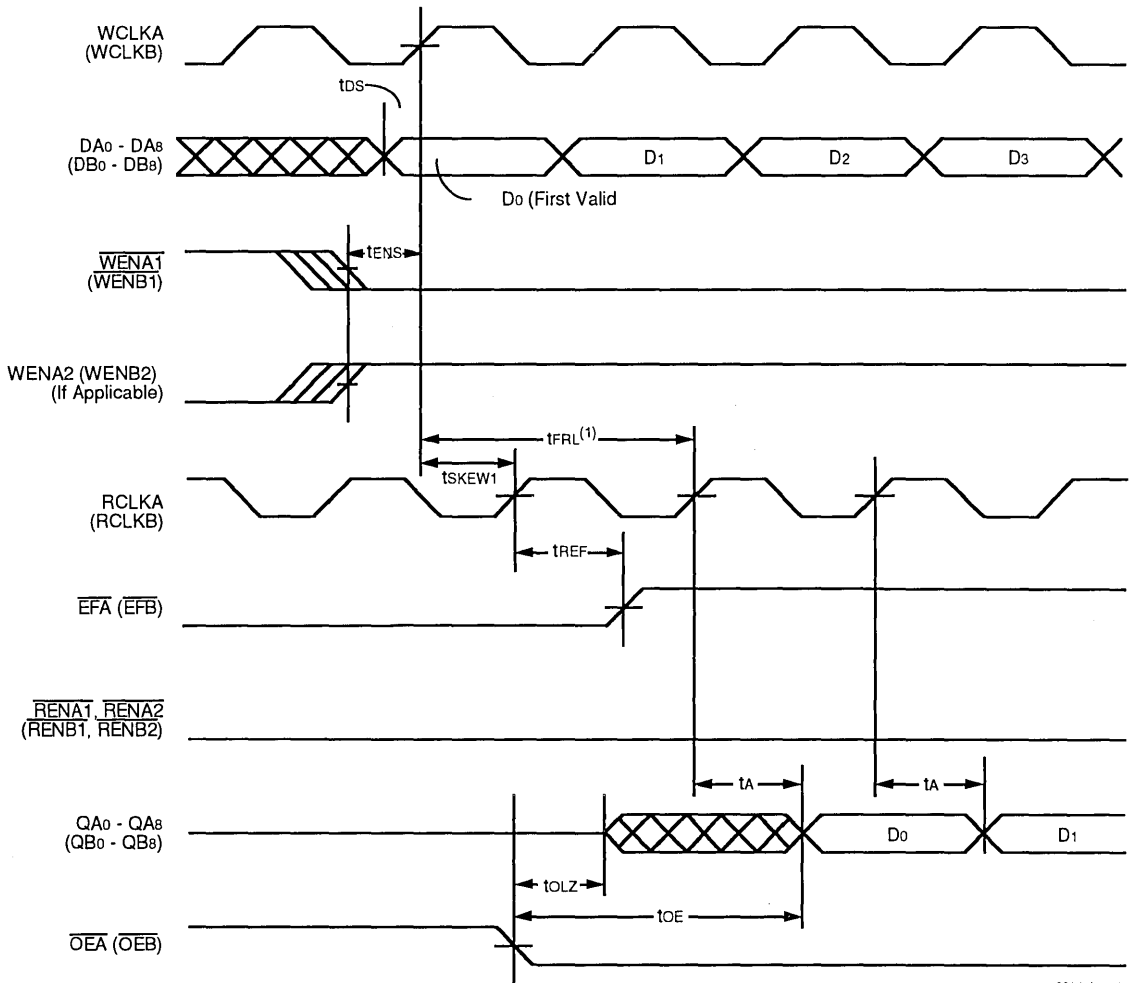 WCLKA
(WCLKB)
tDS
DA0 - DA8
(DB0 - DB8)
D1
D2
D3
D0 (First Valid
tENS
WENA1
(WENB1)
WENA2 (WENB2)
(If Applicable)
tFRL(1)
tSKEW1
RCLKA
(RCLKB)
tREF
EFA (EFB)
RENA1, RENA2
(RENB1, RENB2)
tA
tA
QA0 - QA8
(QB0 - QB8)
D0
D1
tOLZ
tOE
OEA (OEB)